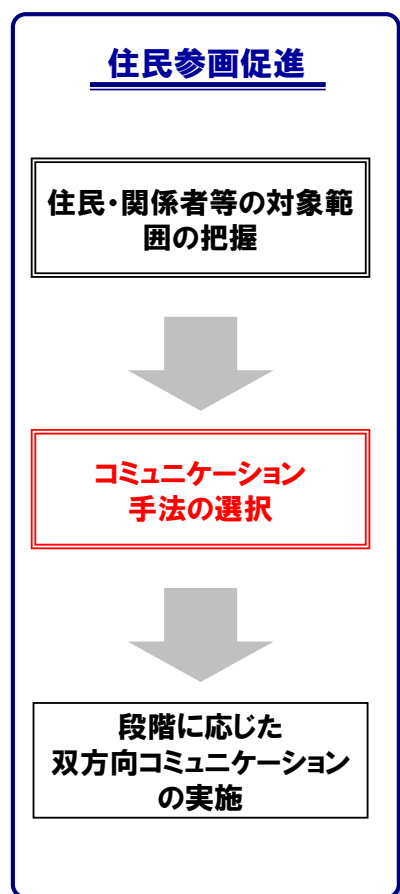 住民参画促進
住民・関係者等の対象範
囲の把握
コミュニケーション
手法の選択
段階に応じた
双方向コミュニケーション
の実施